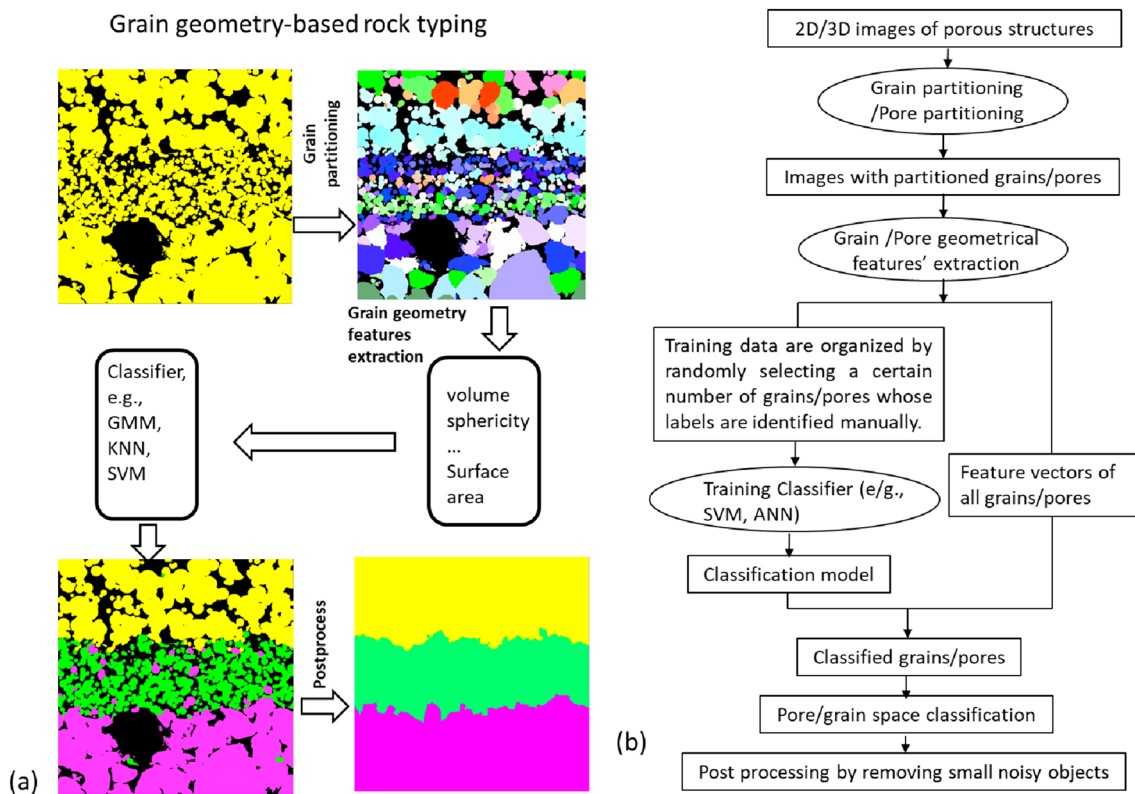 Grain geometry-based rock typing
Grain
partitioning
Grain geometry
features
extraction
Classifier,
e.g.,
GMM,
KNN,
SVM
volume
sphericity
...
Surface
area
Postprocess
(a)
2D/3D images of porous structures
Grain partitioning
/Pore partitioning
Images with partitioned grains/pores
Grain /Pore geometrical
features’ extraction
Training data are organized by
randomly selecting a certain
number of grains/pores whose
labels are identified manually.
Training Classifier (e/g.,
SVM, ANN)
Feature vectors of
all grains/pores
Classification model
Classified grains/pores
Pore/grain space classification
Post processing by removing small noisy objects
(b)